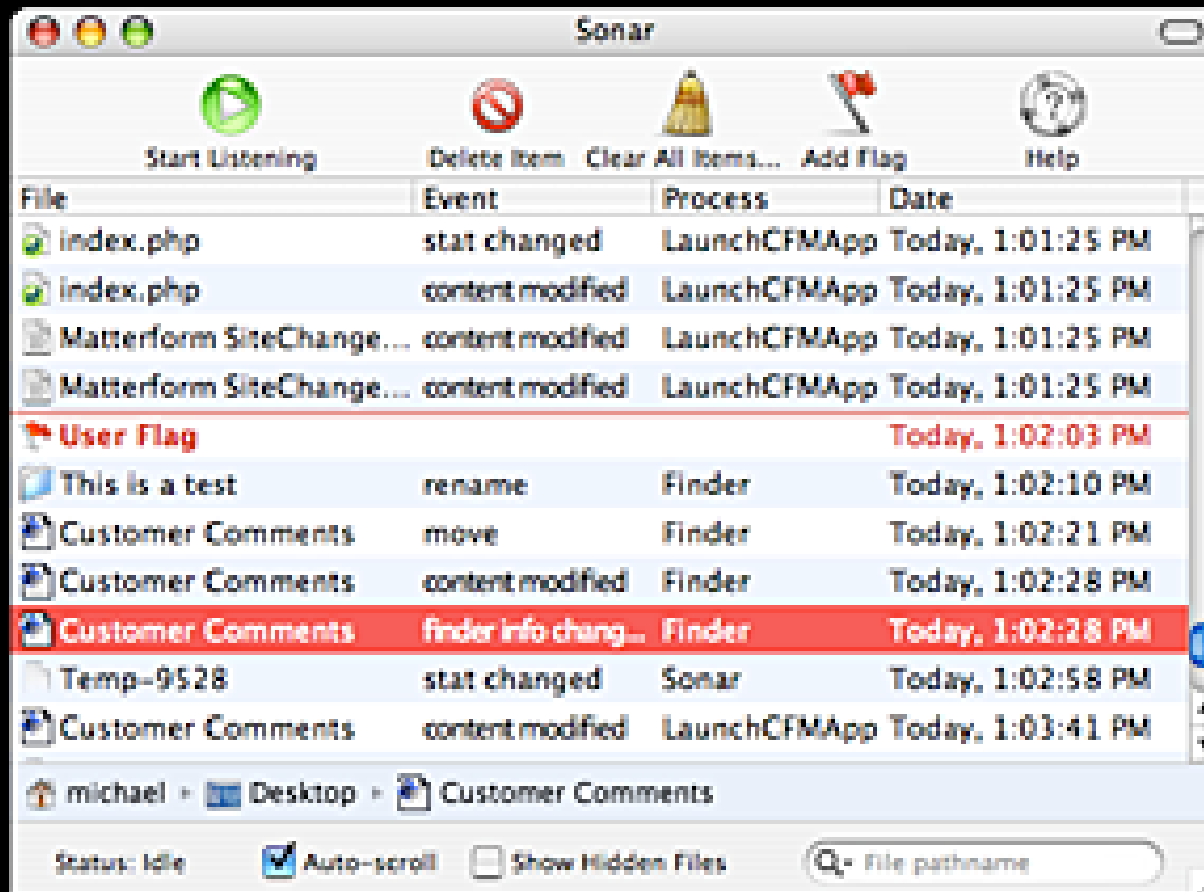 Sonar
Start Listening Delete Item Clear All Items... Add Flag Help
File Event Process Date
index.php stat changed LaunchCFMApp Today, 1:01:25 PM
index.php content modified LaunchCFMApp Today, 1:01:25 PM
Matterform SiteChange... content modified LaunchCFMApp Today, 1:01:25 PM
Matterform SiteChange... content modified LaunchCFMApp Today, 1:01:25 PM
User Flag Today, 1:02:03 PM
This is a test rename Finder Today, 1:02:10 PM
Customer Comments move Finder Today, 1:02:21 PM
Customer Comments content modified Finder Today, 1:02:28 PM
Customer Comments finder info chang... Finder Today, 1:02:28 PM
Temp-9528 stat changed Sonar Today, 1:02:58 PM
Customer Comments content modified LaunchCFMApp Today, 1:03:41 PM
michael Desktop Customer Comments
Status: Idle Auto-scroll Show Hidden Files File pathname